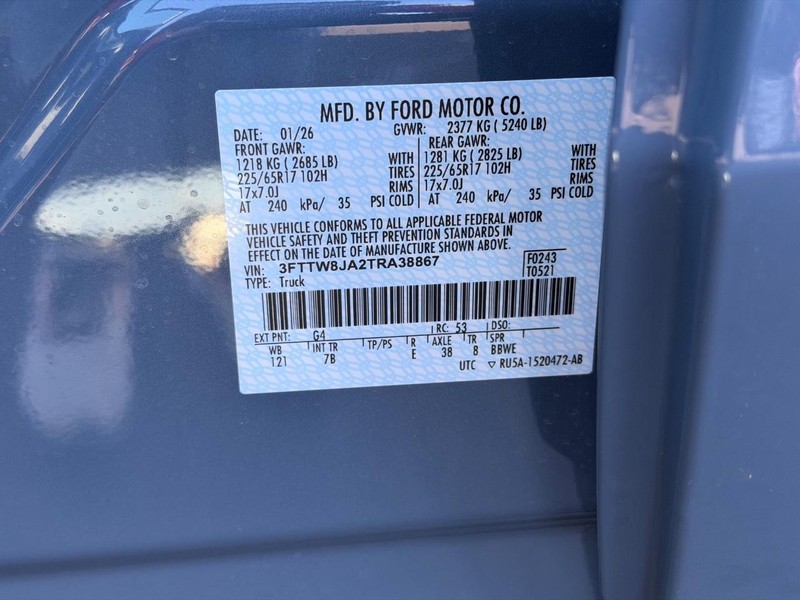 MFD. BY FORD MOTOR CO.
DATE: 01/26 GVWR: 2377 KG ( 5240 LB)
FRONT GAWR: REAR GAWR:
1218 KG ( 2685 LB) WITH 1281 KG ( 2825 LB) WITH
225/65R17 102H TIRES 225/65R17 102H TIRES
17x7.0J RIMS 17x7.0J RIMS
AT 240 kPa/ 35 PSI COLD AT 240 kPa/ 35 PSI COLD
THIS VEHICLE CONFORMS TO ALL APPLICABLE FEDERAL MOTOR
VEHICLE SAFETY AND THEFT PREVENTION STANDARDS IN
EFFECT ON THE DATE OF MANUFACTURE SHOWN ABOVE.
VIN: 3FTTW8JA2TRA38867 F0243
TYPE: Truck T0521
EXT PNT: G4 RC: 53 DSO:
WB INT TR TP/PS R AXLE TR SPR
121 7B E 38 8 BBWE
UTC ▽ RU5A-1520472-AB